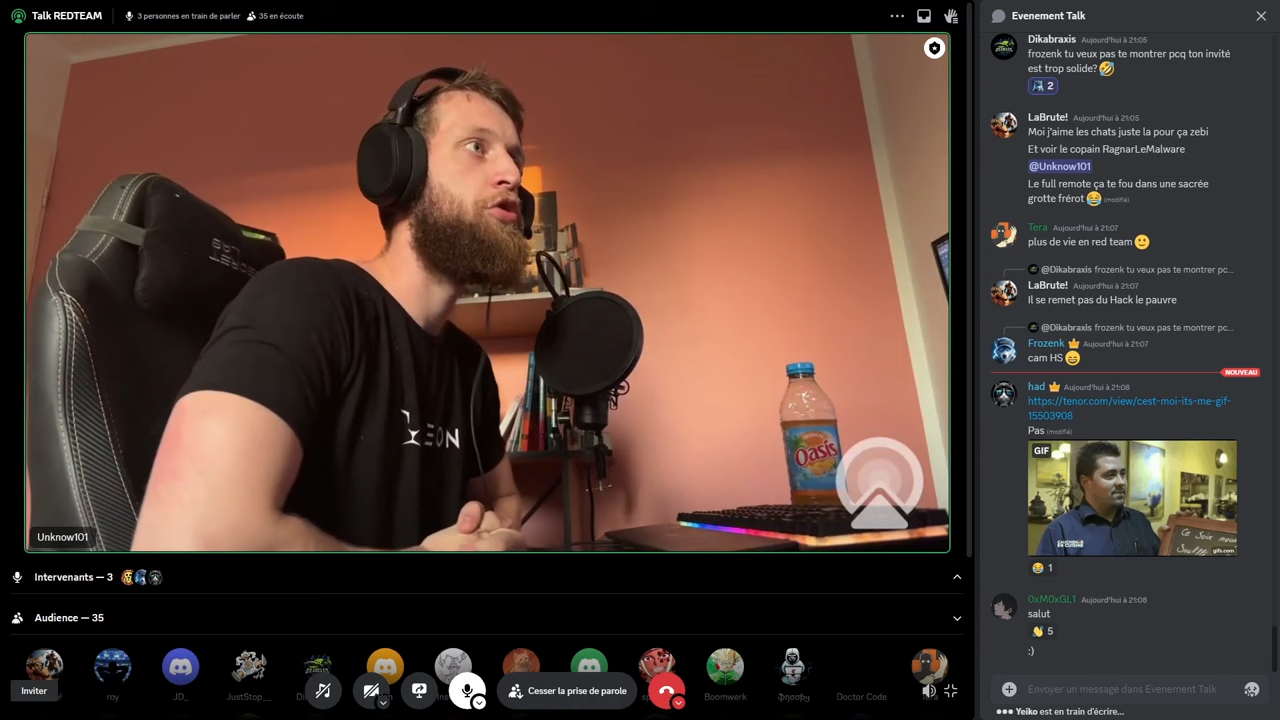 Talk REDTEAM
3 personnes en train de parler
35 en écoute
Evenement Talk
Dikabraxis Aujourd'hui à 21:05
frozenk tu veux pas te montrer pcq ton invité
est trop solide?
2
LaBrute! Aujourd'hui à 21:05
Moi j'aime les chats juste la pour ça zebi
Et voir le copain RagnarLeMalware
@Unknow101
Le full remote ça te fou dans une sacrée
grotte frérot (modifié)
Tera Aujourd'hui à 21:07
plus de vie en red team
@Dikabraxis frozenk tu veux pas te montrer pc...
LaBrute! Aujourd'hui à 21:07
Il se remet pas du Hack le pauvre
@Dikabraxis frozenk tu veux pas te montrer pc...
Frozenk Aujourd'hui à 21:07
cam HS
NOUVEAU
had Aujourd'hui à 21:08
https://tenor.com/view/cest-moi-its-me-gif-
15503908
Pas (modifié)
GIF
Ce Soir
gifs.com
1
0xM0xGL1 Aujourd'hui à 21:08
salut
5
:)
Envoyer un message dans Evenement Talk
Yeiko est en train d'écrire...
Oasis
Unknow101
Intervenants — 3
Audience — 35
roy
JD_
JustStop__
Boomwerk
Doctor Code
Inviter
Cesser la prise de parole